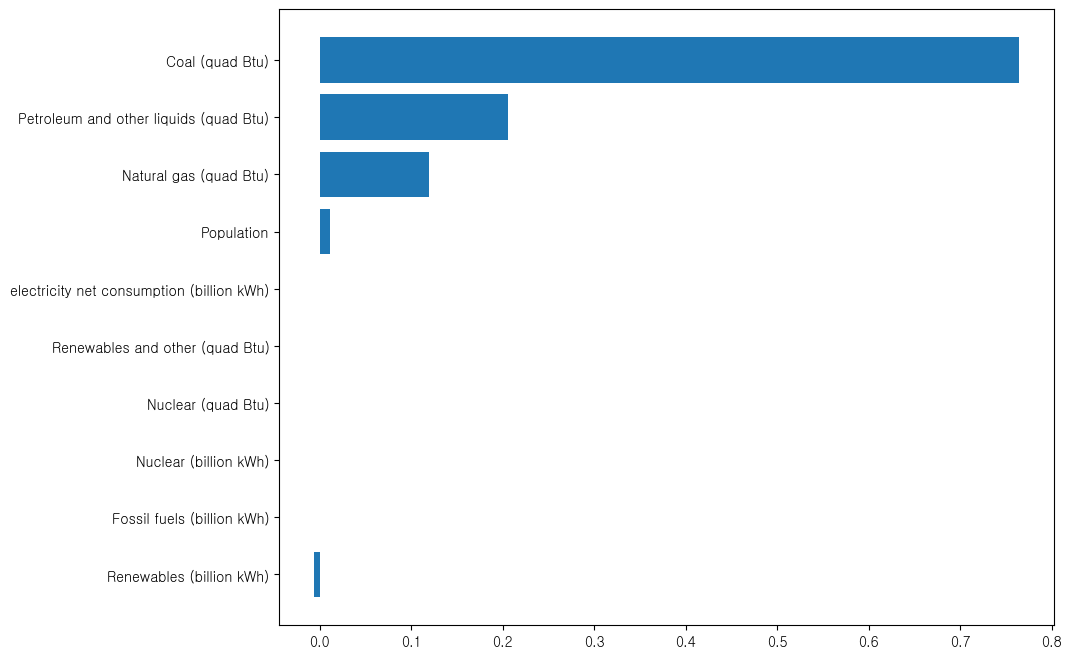 Coal (quad Btu)
Petroleum and other liquids (quad Btu)
Natural gas (quad Btu)
Population
electricity net consumption (billion kWh)
Renewables and other (quad Btu)
Nuclear (quad Btu)
Nuclear (billion kWh)
Fossil fuels (billion kWh)
Renewables (billion kWh)
0.0 0.1 0.2 0.3 0.4 0.5 0.6 0.7 0.8